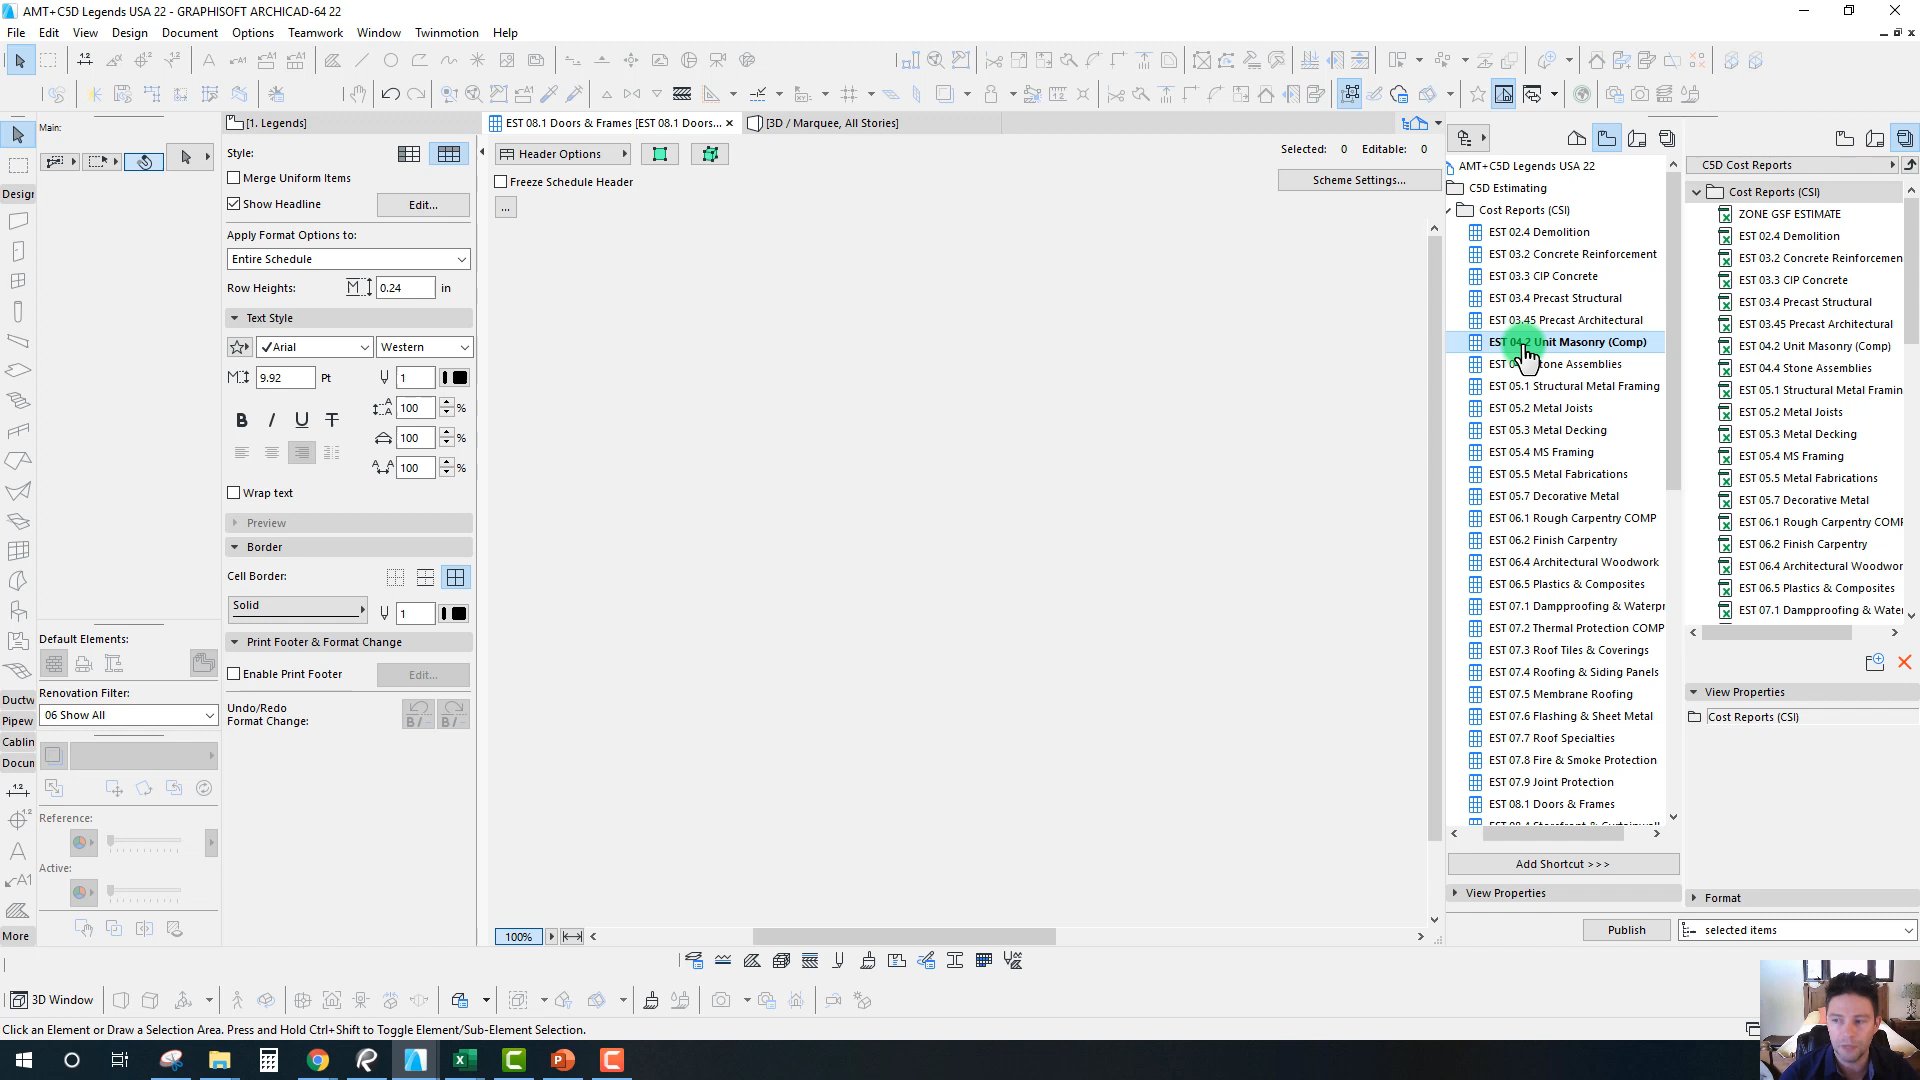 AMT+C5D Legends USA 22 - GRAPHISOFT ARCHICAD-64 22
File Edit View Design Document Options Teamwork Window Twinmotion Help
Main:
Design
Default Elements:
Renovation Filter:
06 Show All
Ductw
Pipew
Cablin
Docun
Reference:
Active:
More
[1. Legends]
Style:
Merge Uniform Items
Show Headline
Edit...
Apply Format Options to:
Entire Schedule
Row Heights:
0.24
in
Text Style
Arial
Western
9.92
Pt
1
100
%
100
%
100
%
Wrap text
Preview
Border
Cell Border:
Solid
1
Print Footer & Format Change
Enable Print Footer
Edit...
Undo/Redo
Format Change:
EST 08.1 Doors & Frames [EST 08.1 Doors...
[3D / Marquee, All Stories]
Header Options
Selected: 0
Editable: 0
Freeze Schedule Header
Scheme Settings...
...
100%
AMT+C5D Legends USA 22
C5D Estimating
Cost Reports (CSI)
EST 02.4 Demolition
EST 03.2 Concrete Reinforcement
EST 03.3 CIP Concrete
EST 03.4 Precast Structural
EST 03.45 Precast Architectural
EST 04.2 Unit Masonry (Comp)
tone Assemblies
EST 05.1 Structural Metal Framing
EST 05.2 Metal Joists
EST 05.3 Metal Decking
EST 05.4 MS Framing
EST 05.5 Metal Fabrications
EST 05.7 Decorative Metal
EST 06.1 Rough Carpentry COMP
EST 06.2 Finish Carpentry
EST 06.4 Architectural Woodwork
EST 06.5 Plastics & Composites
EST 07.1 Dampproofing & Waterpr
EST 07.2 Thermal Protection COMP
EST 07.3 Roof Tiles & Coverings
EST 07.4 Roofing & Siding Panels
EST 07.5 Membrane Roofing
EST 07.6 Flashing & Sheet Metal
EST 07.7 Roof Specialties
EST 07.8 Fire & Smoke Protection
EST 07.9 Joint Protection
EST 08.1 Doors & Frames
Add Shortcut >>>
View Properties
C5D Cost Reports
Cost Reports (CSI)
ZONE GSF ESTIMATE
EST 02.4 Demolition
EST 03.2 Concrete Reinforcemen
EST 03.3 CIP Concrete
EST 03.4 Precast Structural
EST 03.45 Precast Architectural
EST 04.2 Unit Masonry (Comp)
EST 04.4 Stone Assemblies
EST 05.1 Structural Metal Framin
EST 05.2 Metal Joists
EST 05.3 Metal Decking
EST 05.4 MS Framing
EST 05.5 Metal Fabrications
EST 05.7 Decorative Metal
EST 06.1 Rough Carpentry COMF
EST 06.2 Finish Carpentry
EST 06.4 Architectural Woodwor
EST 06.5 Plastics & Composites
EST 07.1 Dampproofing & Water
View Properties
Cost Reports (CSI)
Format
Publish
selected items
3D Window
Click an Element or Draw a Selection Area. Press and Hold Ctrl+Shift to Toggle Element/Sub-Element Selection.